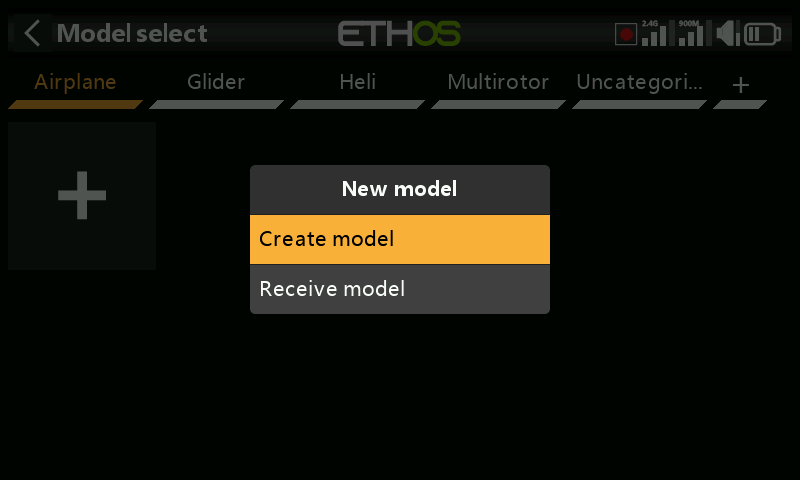 Model select
ETHOS
2.4G
900M
Airplane
Glider
Heli
Multirotor
Uncategori...
+
+
New model
Create model
Receive model